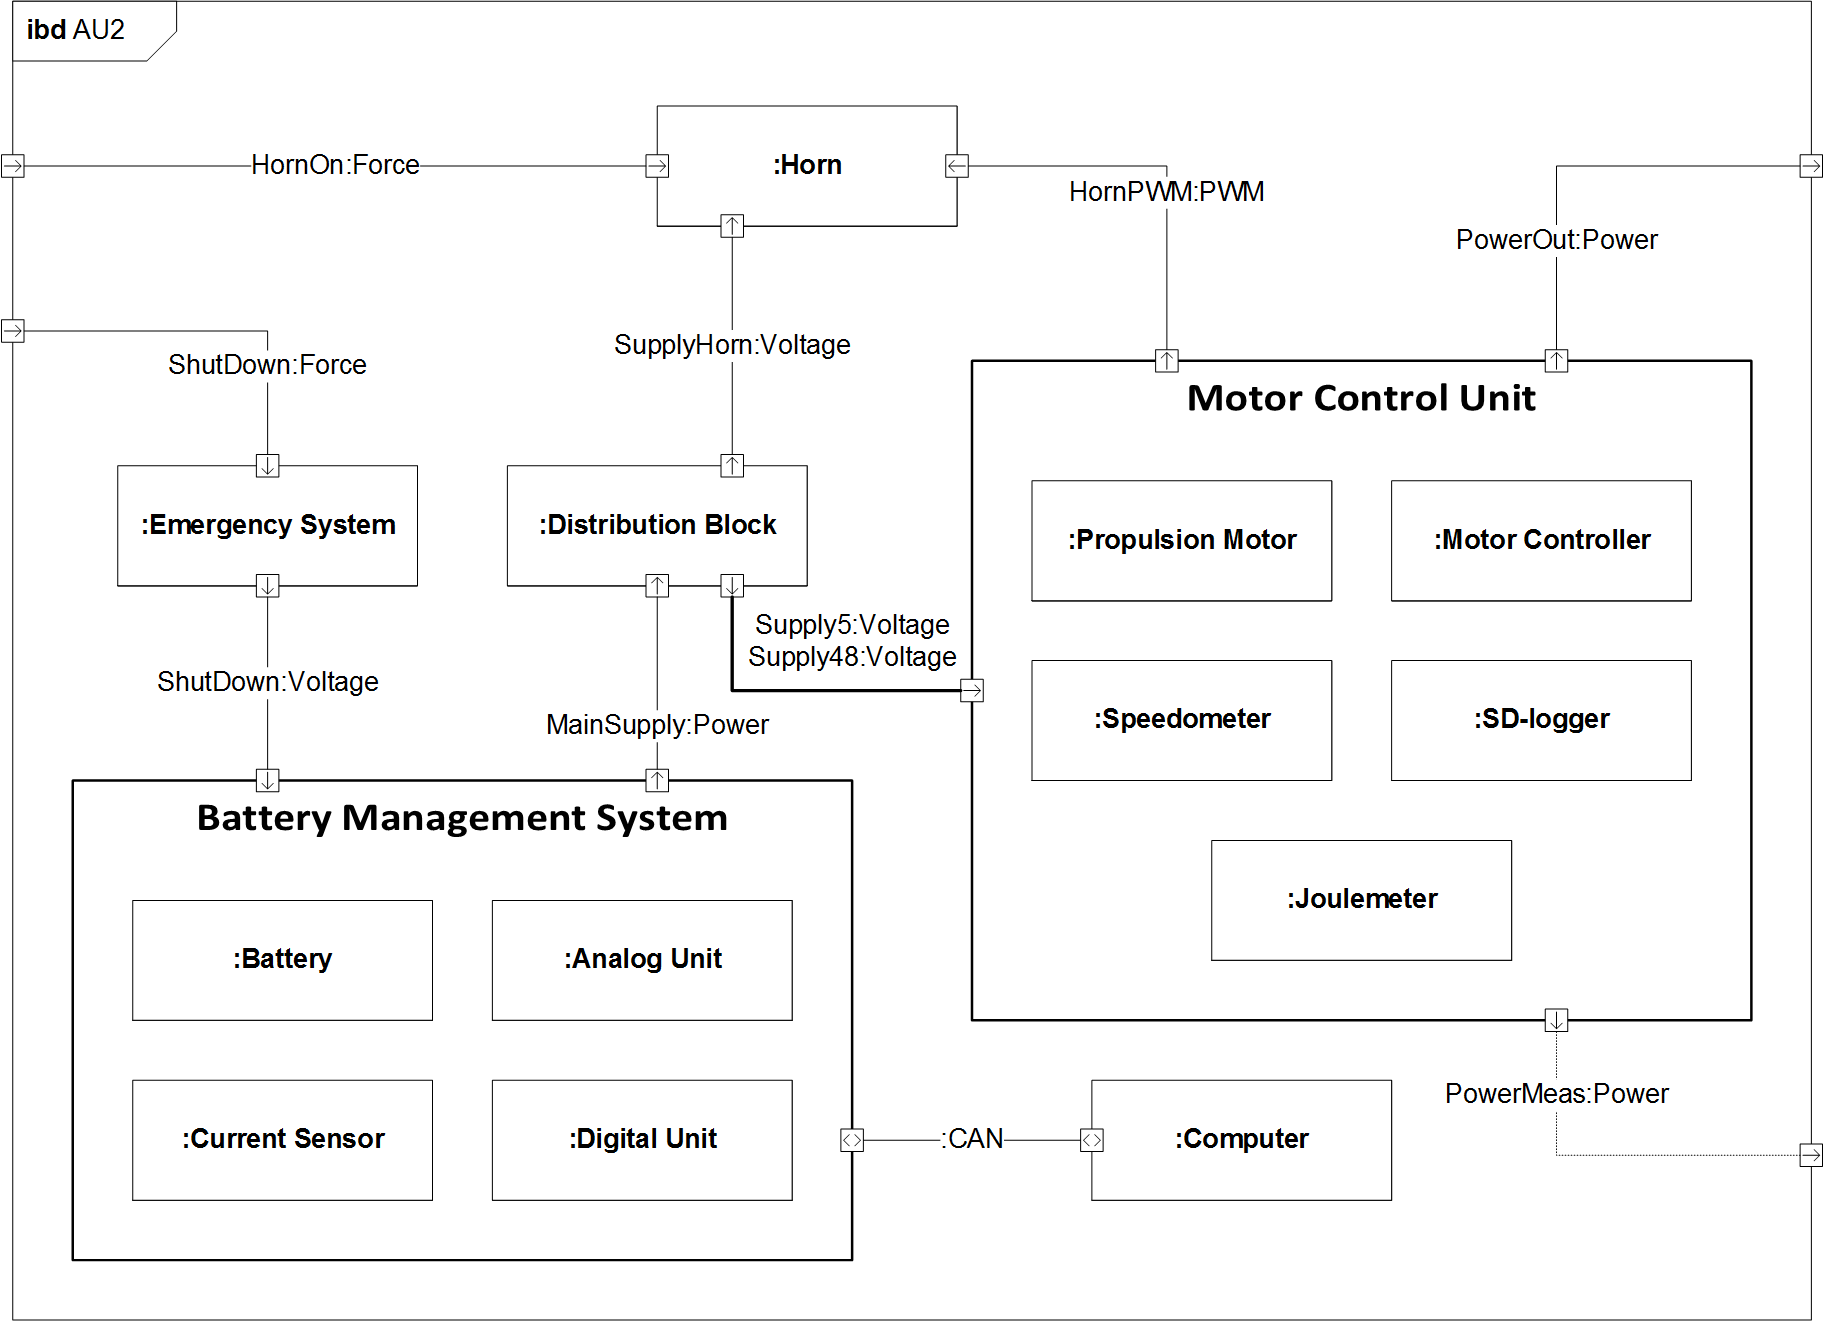 ibd AU2
HornOn:Force
:Horn
HornPWM:PWM
PowerOut:Power
ShutDown:Force
SupplyHorn:Voltage
Motor Control Unit
:Emergency System
:Distribution Block
:Propulsion Motor
:Motor Controller
Supply5:Voltage
Supply48:Voltage
ShutDown:Voltage
MainSupply:Power
:Speedometer
:SD-logger
Battery Management System
:Joulemeter
:Battery
:Analog Unit
PowerMeas:Power
:Current Sensor
:Digital Unit
:CAN
:Computer